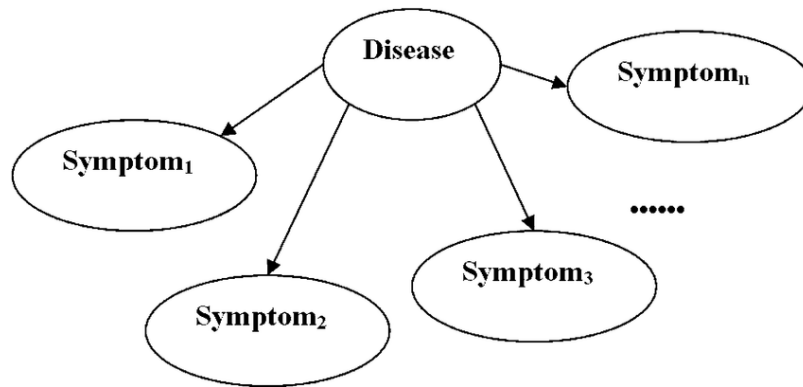 Disease
Symptomₙ
Symptom₁
......
Symptom₃
Symptom₂